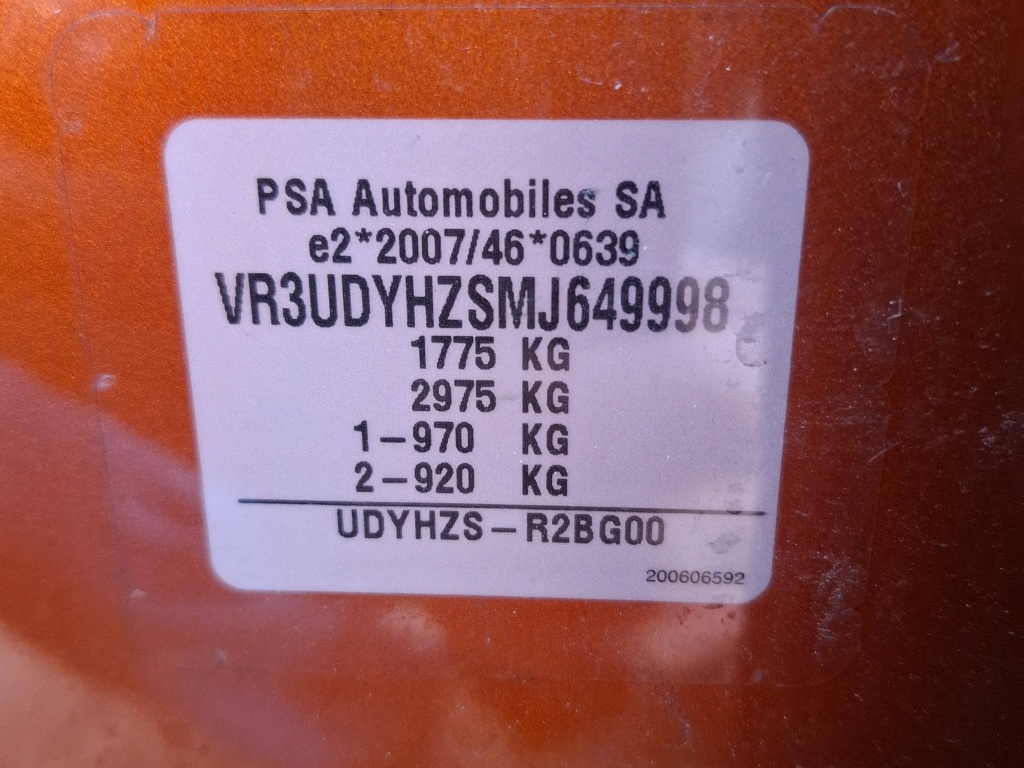 PSA Automobiles SA
e2*2007/46*0639
VR3UDYHZSMJ649998
1775 KG
2975 KG
1-970 KG
2-920 KG
UDYHZS-R2BG00
200606592